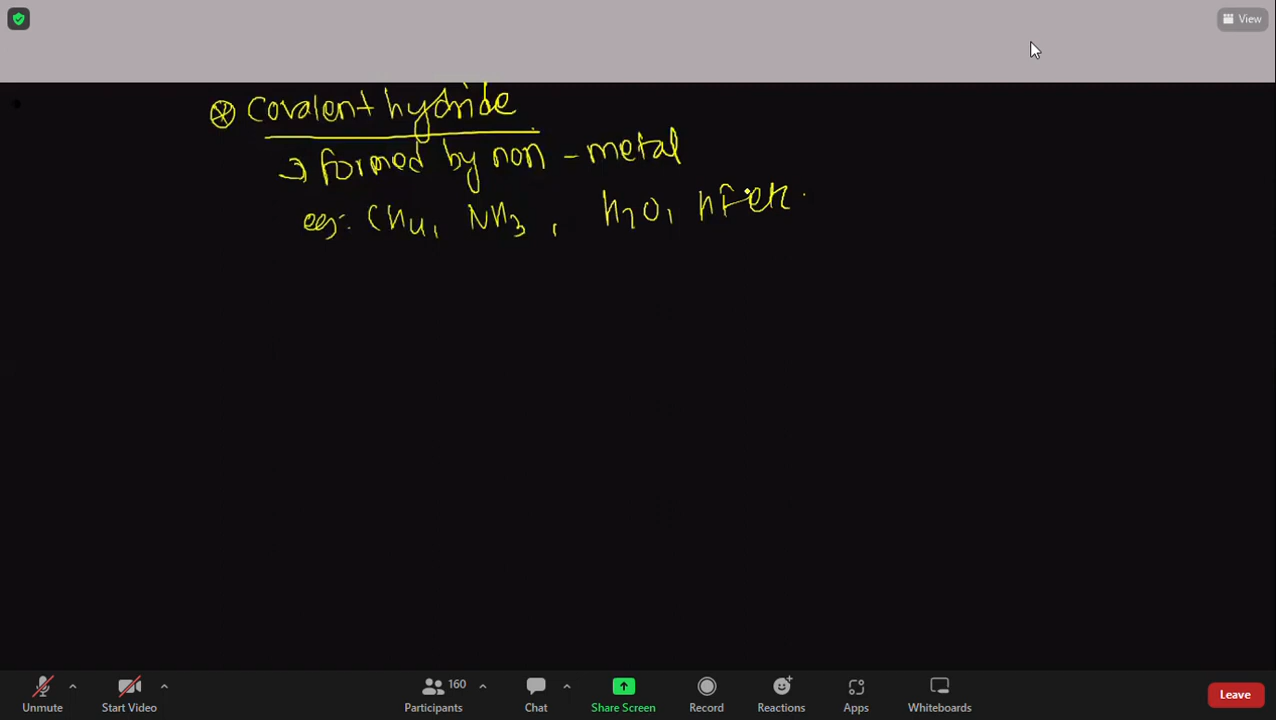 View
Covalent hydride
→ formed by non - metal
eg: CH4, NH3, H2O, HF etc.
160
Unmute
Start Video
Participants
Chat
Share Screen
Record
Reactions
Apps
Whiteboards
Leave